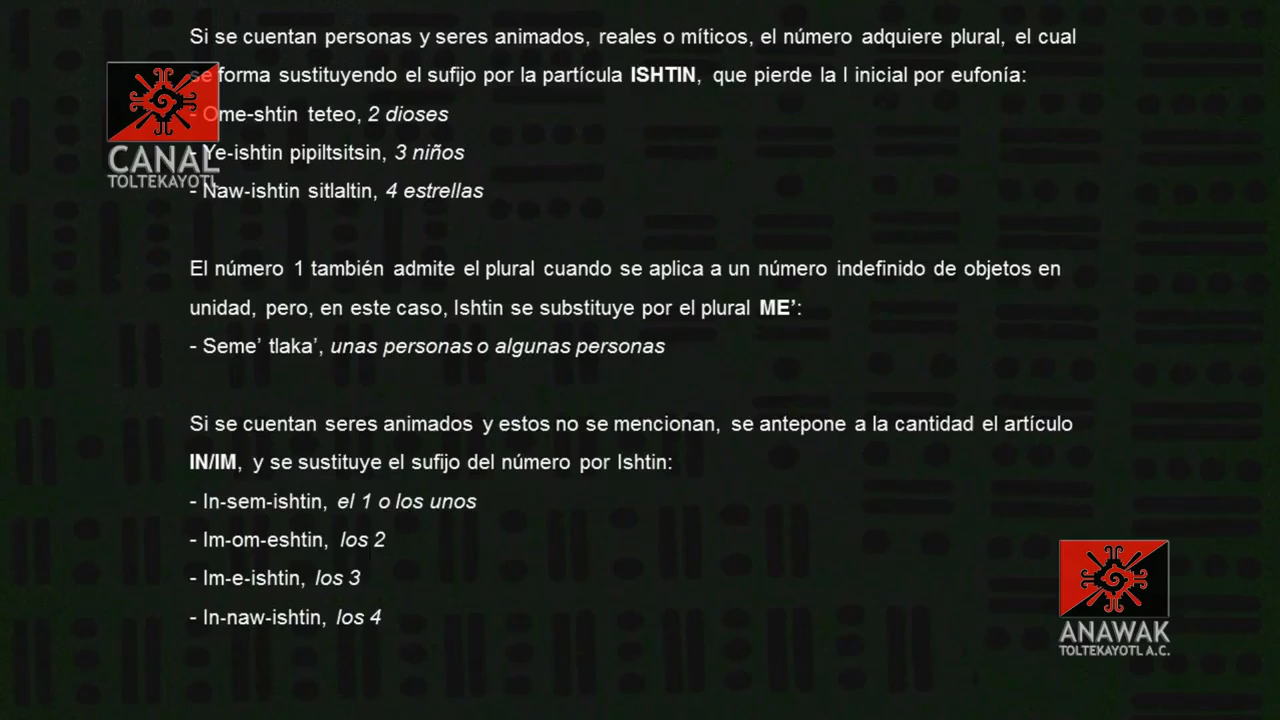 Si se cuentan personas y seres animados, reales o míticos, el número adquiere plural, el cual
se forma sustituyendo el sufijo por la partícula ISHTIN, que pierde la I inicial por eufonía:
- Ome-shtin teteo, 2 dioses
- Ye-ishtin pipiltsitsin, 3 niños
CANAL
TOLTEKAYOTL
- Naw-ishtin sitlaltin, 4 estrellas
El número 1 también admite el plural cuando se aplica a un número indefinido de objetos en
unidad, pero, en este caso, Ishtin se substituye por el plural ME’:
- Seme’ tlaka’, unas personas o algunas personas
Si se cuentan seres animados y estos no se mencionan, se antepone a la cantidad el artículo
IN/IM, y se sustituye el sufijo del número por Ishtin:
- In-sem-ishtin, el 1 o los unos
- Im-om-eshtin, los 2
- Im-e-ishtin, los 3
- In-naw-ishtin, los 4
ANAWAK
TOLTEKAYOTL A.C.